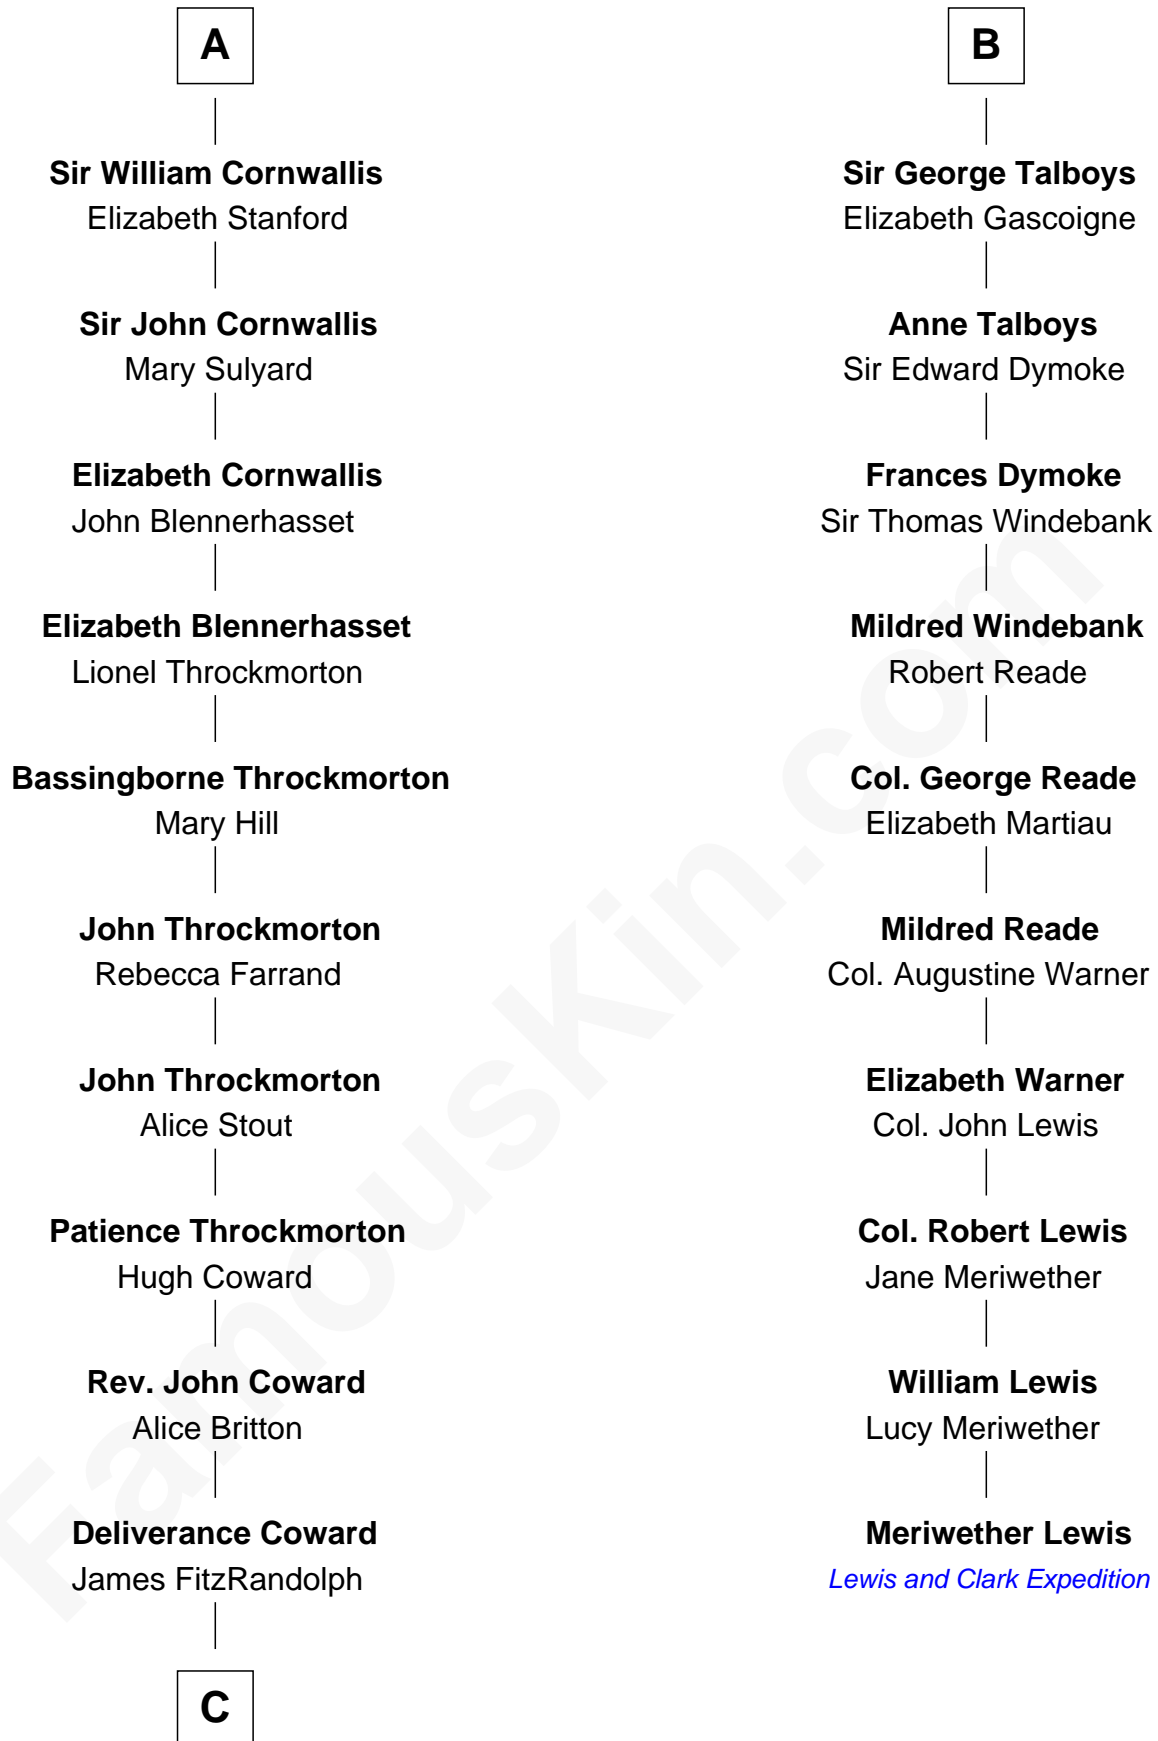 A
Sir William Cornwallis
Elizabeth Stanford
Sir John Cornwallis
Mary Sulyard
Elizabeth Cornwallis
John Blennerhasset
Elizabeth Blennerhasset
Lionel Throckmorton
Bassingborne Throckmorton
Mary Hill
John Throckmorton
Rebecca Farrand
John Throckmorton
Alice Stout
Patience Throckmorton
Hugh Coward
Rev. John Coward
Alice Britton
Deliverance Coward
James FitzRandolph
C
B
Sir George Talboys
Elizabeth Gascoigne
Anne Talboys
Sir Edward Dymoke
Frances Dymoke
Sir Thomas Windebank
Mildred Windebank
Robert Reade
Col. George Reade
Elizabeth Martiau
Mildred Reade
Col. Augustine Warner
Elizabeth Warner
Col. John Lewis
Col. Robert Lewis
Jane Meriwether
William Lewis
Lucy Meriwether
Meriwether Lewis
Lewis and Clark Expedition
FamousKin.com